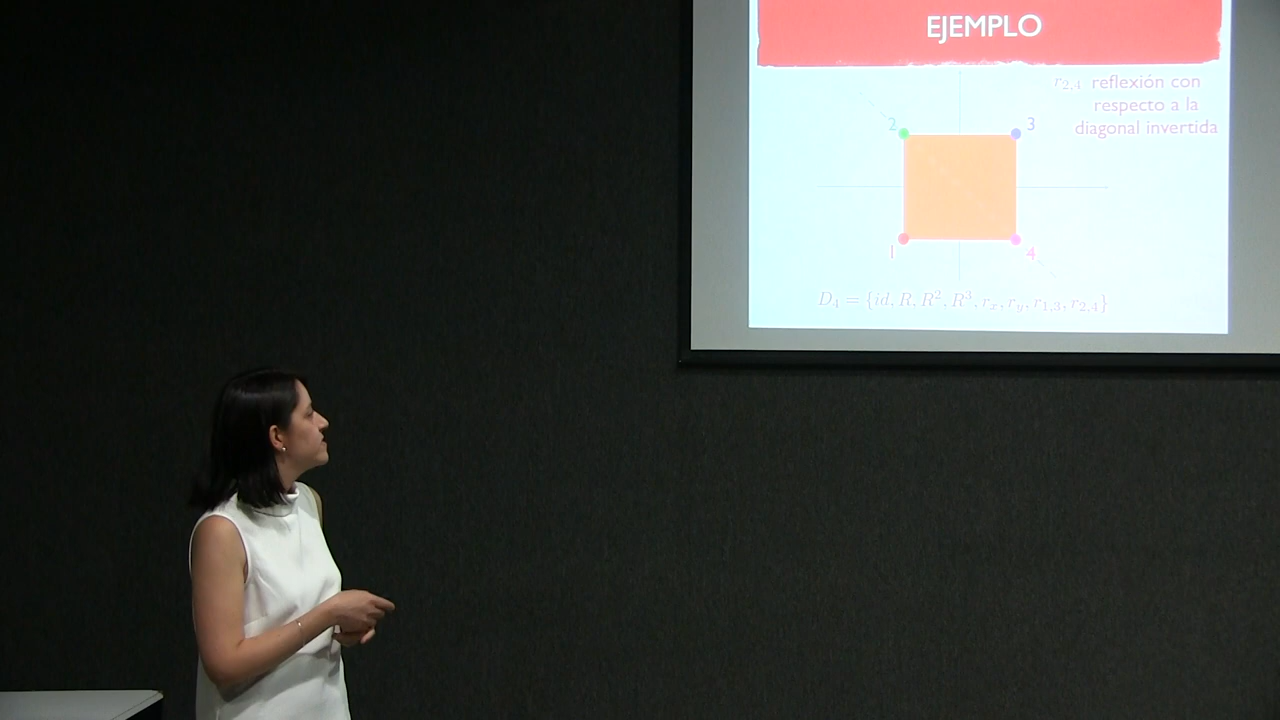 EJEMPLO
r₂,₄ reflexión con
respecto a la
diagonal invertida
2
3
1
4
D₄ = {id, R, R², R³, rₓ, r_y, r₁,₃, r₂,₄}